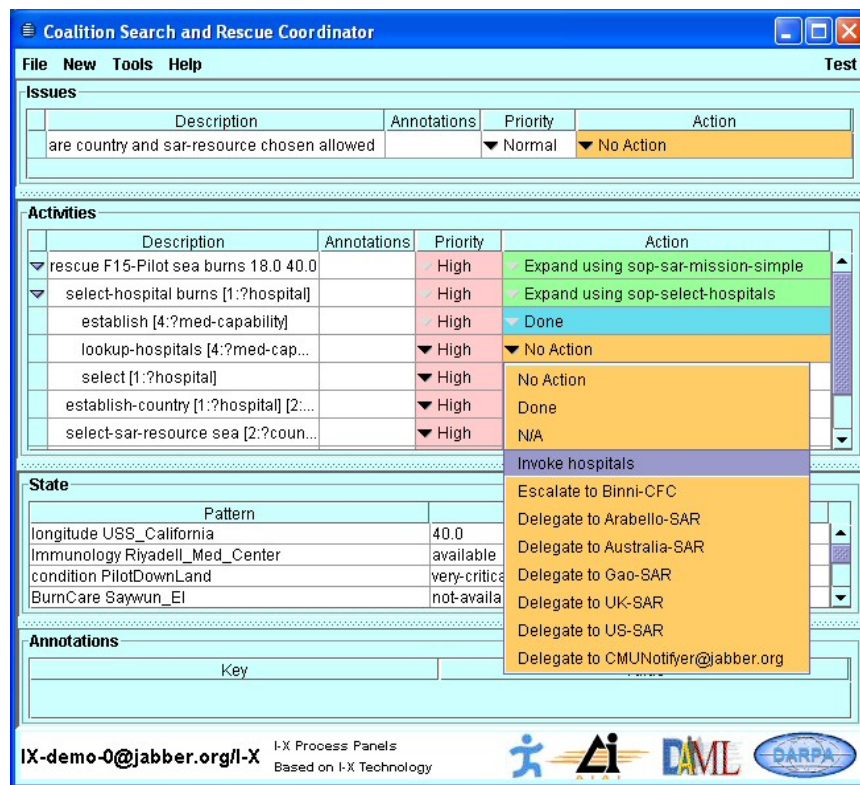 Coalition Search and Rescue Coordinator
File New Tools Help Test
Issues
Description Annotations Priority Action
are country and sar-resource chosen allowed Normal No Action
Activities
Description Annotations Priority Action
rescue F15-Pilot sea burns 18.0 40.0 High Expand using sop-sar-mission-simple
select-hospital burns [1:?hospital] High Expand using sop-select-hospitals
establish [4:?med-capability] High Done
lookup-hospitals [4:?med-cap... High No Action
select [1:?hospital] High
establish-country [1:?hospital] [2:... High
select-sar-resource sea [2:?coun... High
No Action
Done
N/A
Invoke hospitals
Escalate to Binni-CFC
Delegate to Arabello-SAR
Delegate to Australia-SAR
Delegate to Gao-SAR
Delegate to UK-SAR
Delegate to US-SAR
Delegate to CMUNotifyer@jabber.org
State
Pattern
longitude USS_California 40.0
Immunology Riyadell_Med_Center available
condition PilotDownLand very-critica
BurnCare Saywun_El not-availa
Annotations
Key
IX-demo-0@jabber.org/I-X
I-X Process Panels
Based on I-X Technology
AIAI
DAML
DARPA